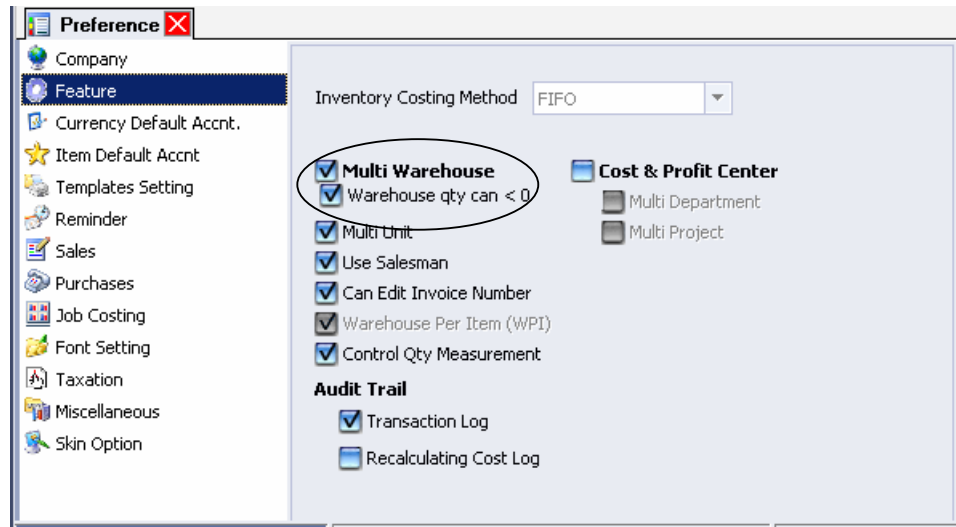 Preference
Company
Feature
Currency Default Accnt.
Item Default Accnt
Templates Setting
Reminder
Sales
Purchases
Job Costing
Font Setting
Taxation
Miscellaneous
Skin Option
Inventory Costing Method FIFO
Multi Warehouse
Warehouse qty can < 0
Multi Unit
Use Salesman
Can Edit Invoice Number
Warehouse Per Item (WPI)
Control Qty Measurement
Audit Trail
Transaction Log
Recalculating Cost Log
Cost & Profit Center
Multi Department
Multi Project